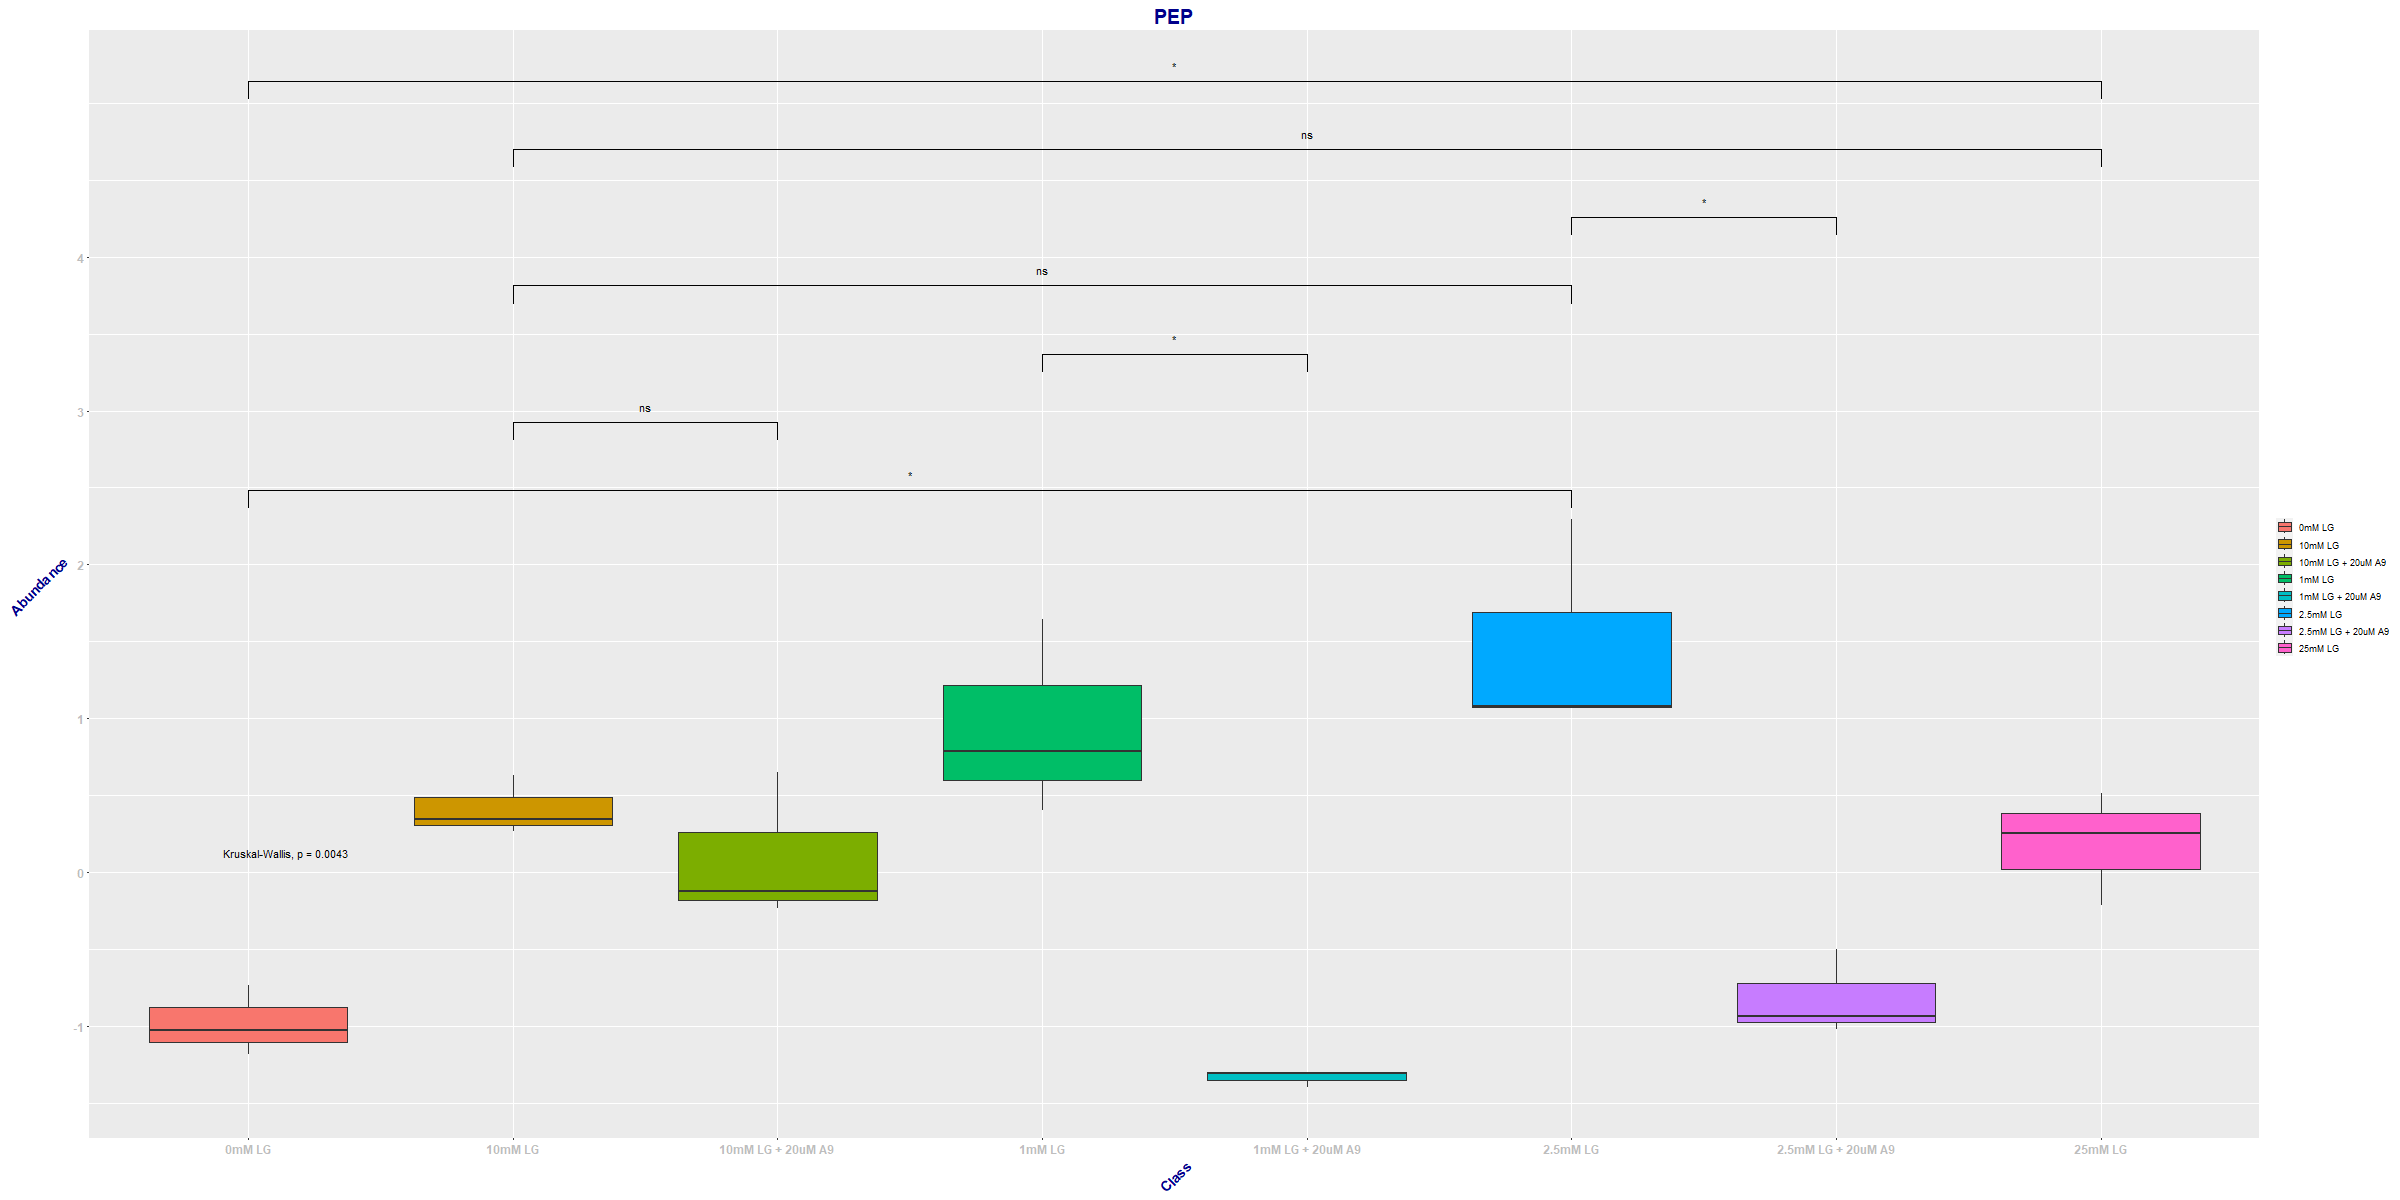 PEP
*
ns
*
ns
*
ns
*
4
3
2
1
0
-1
Abundance
Kruskal-Wallis, p = 0.0043
0mM LG
10mM LG
10mM LG + 20uM A9
1mM LG
1mM LG + 20uM A9
2.5mM LG
2.5mM LG + 20uM A9
25mM LG
Class
0mM LG
10mM LG
10mM LG + 20uM A9
1mM LG
1mM LG + 20uM A9
2.5mM LG
2.5mM LG + 20uM A9
25mM LG